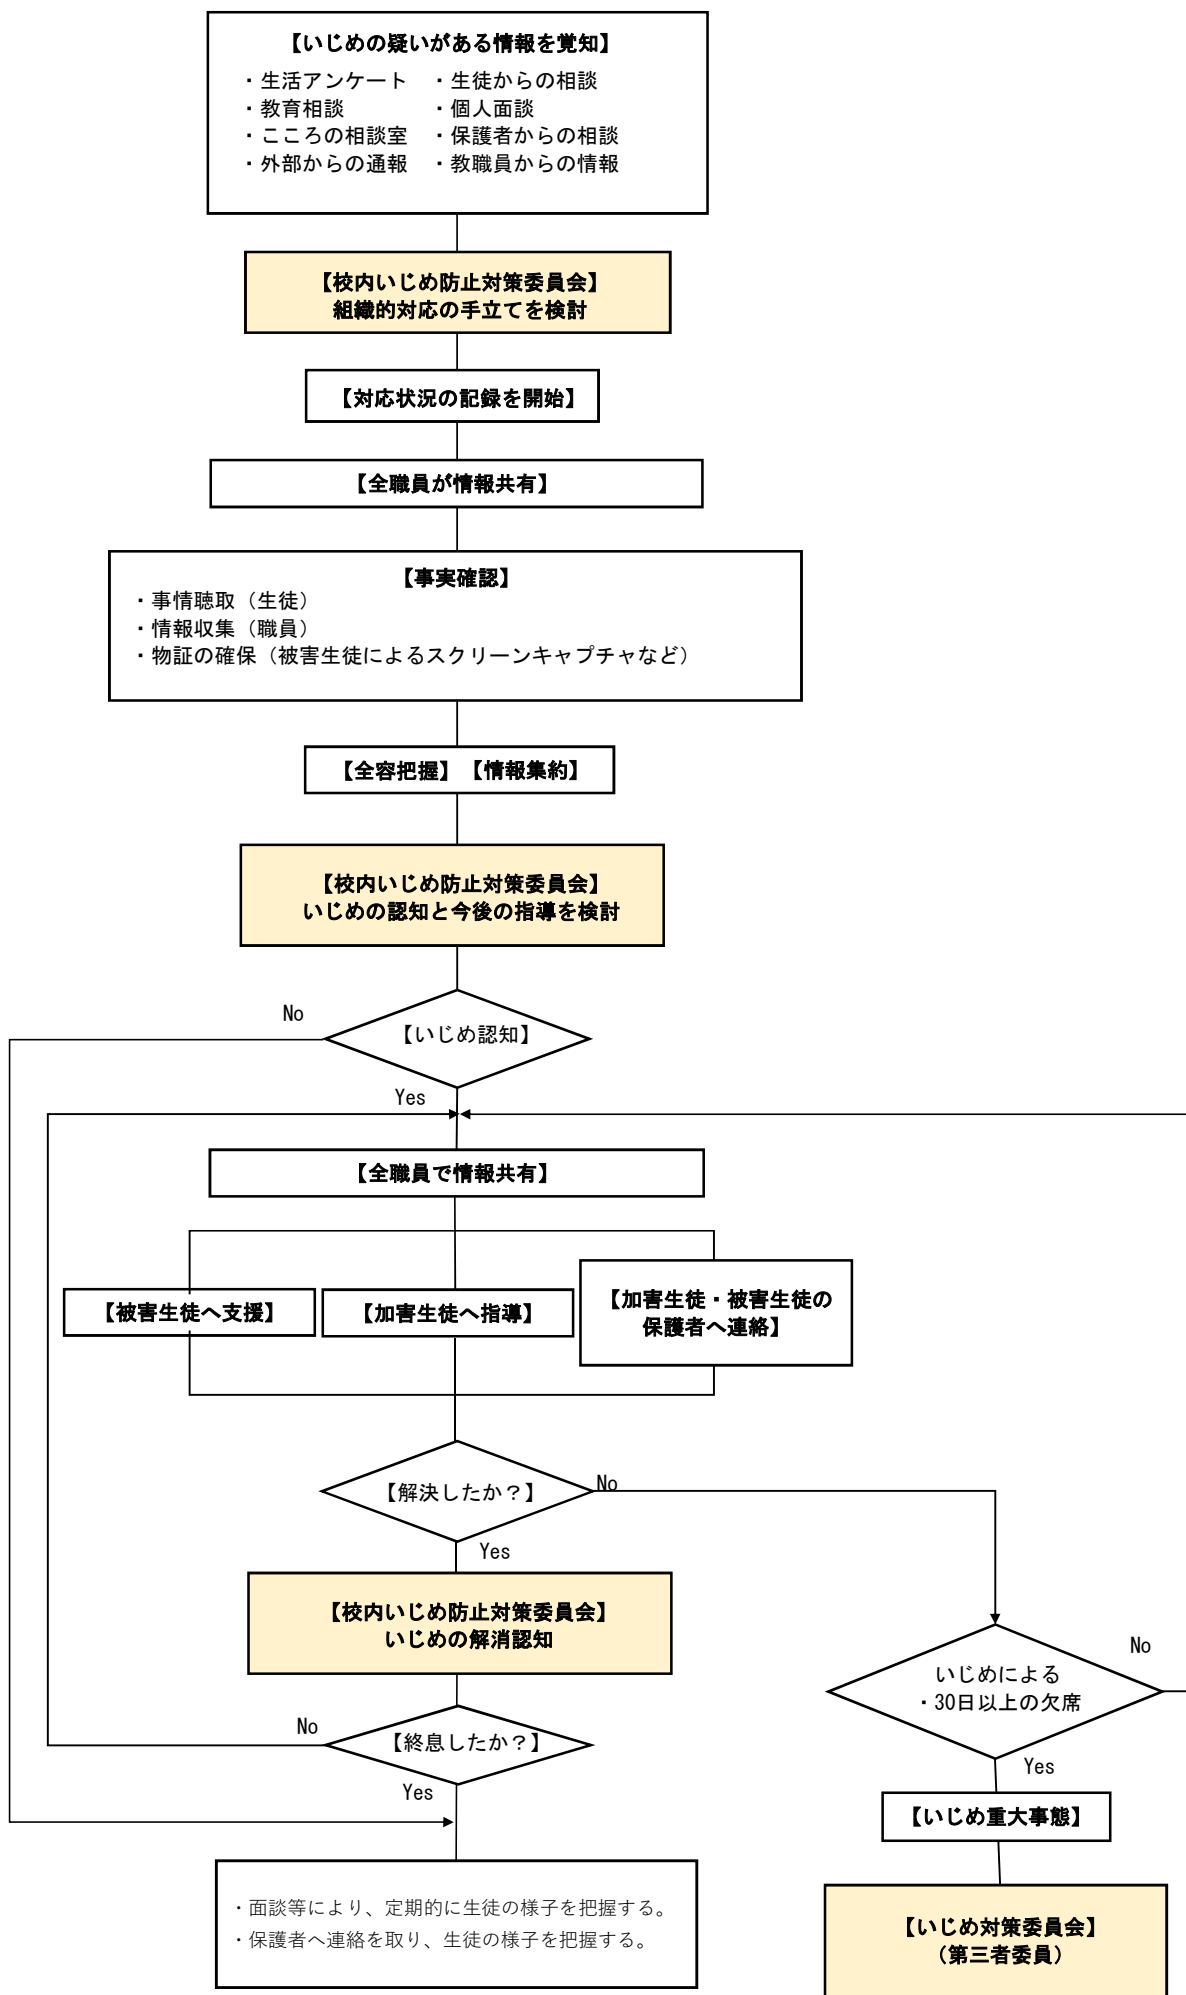 【いじめの疑いがある情報を覚知】
・生活アンケート ・生徒からの相談
・教育相談 ・個人面談
・こころの相談室 ・保護者からの相談
・外部からの通報 ・教職員からの情報
【校内いじめ防止対策委員会】
組織的対応の手立てを検討
【対応状況の記録を開始】
【全職員が情報共有】
【事実確認】
・事情聴取（生徒）
・情報収集（職員）
・物証の確保（被害生徒によるスクリーンキャプチャなど）
【全容把握】【情報集約】
【校内いじめ防止対策委員会】
いじめの認知と今後の指導を検討
No
【いじめ認知】
Yes
【全職員で情報共有】
【被害生徒へ支援】
【加害生徒へ指導】
【加害生徒・被害生徒の
保護者へ連絡】
【解決したか？】
No
Yes
【校内いじめ防止対策委員会】
いじめの解消認知
いじめによる
・30日以上の欠席
No
No
【終息したか？】
Yes
Yes
【いじめ重大事態】
・面談等により、定期的に生徒の様子を把握する。
・保護者へ連絡を取り、生徒の様子を把握する。
【いじめ対策委員会】
（第三者委員）